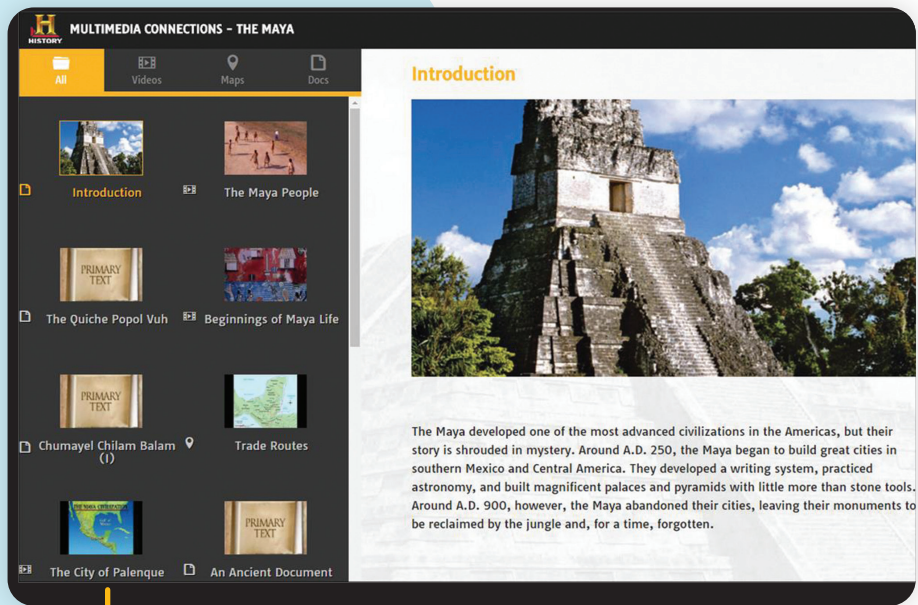 HISTORY
MULTIMEDIA CONNECTIONS – THE MAYA
All
Videos
Maps
Docs
Introduction
The Maya People
PRIMARY
TEXT
The Quiche Popol Vuh
Beginnings of Maya Life
PRIMARY
TEXT
Chumayel Chilam Balam
(I)
Trade Routes
THE MAYA CIVILIZATION
The City of Palenque
PRIMARY
TEXT
An Ancient Document
Introduction
The Maya developed one of the most advanced civilizations in the Americas, but their
story is shrouded in mystery. Around A.D. 250, the Maya began to build great cities in
southern Mexico and Central America. They developed a writing system, practiced
astronomy, and built magnificent palaces and pyramids with little more than stone tools.
Around A.D. 900, however, the Maya abandoned their cities, leaving their monuments to
be reclaimed by the jungle and, for a time, forgotten.